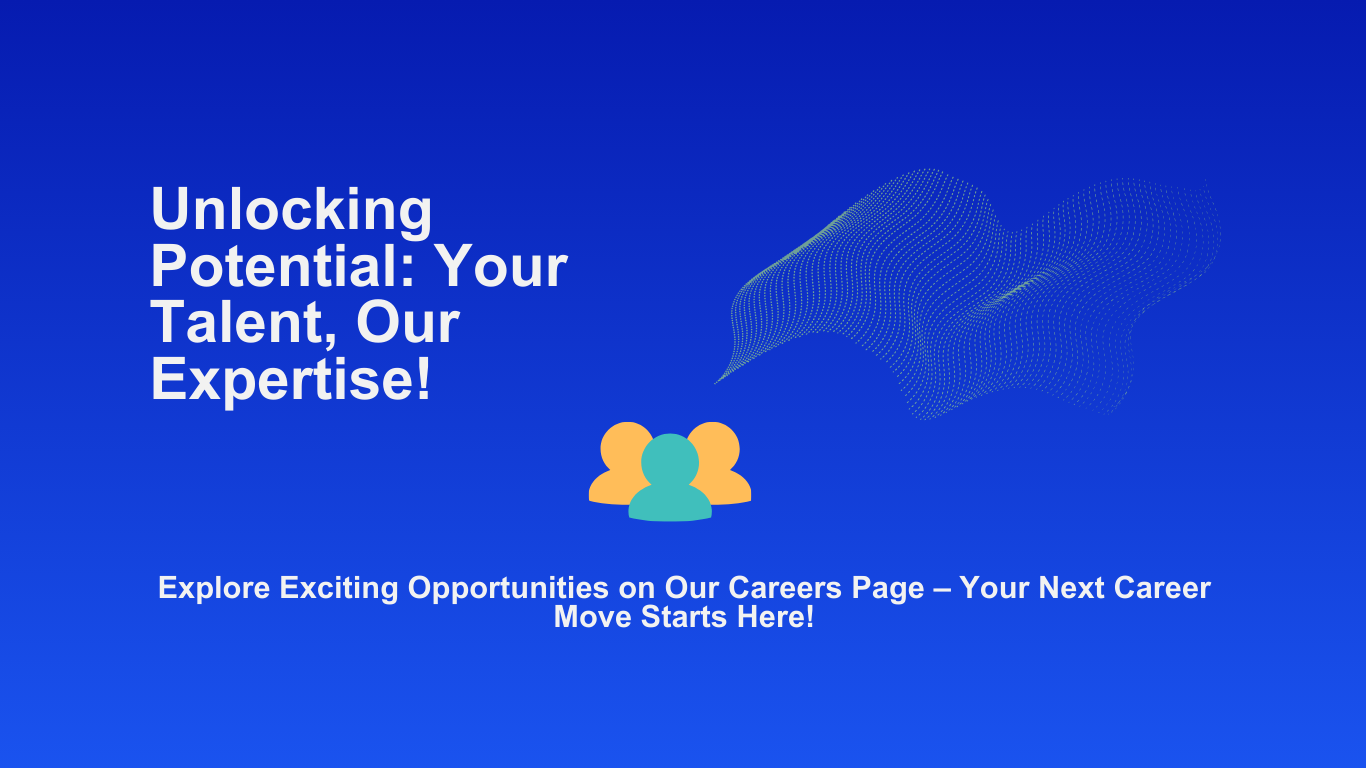 Unlocking
Potential: Your
Talent, Our
Expertise!
Explore Exciting Opportunities on Our Careers Page – Your Next Career
Move Starts Here!